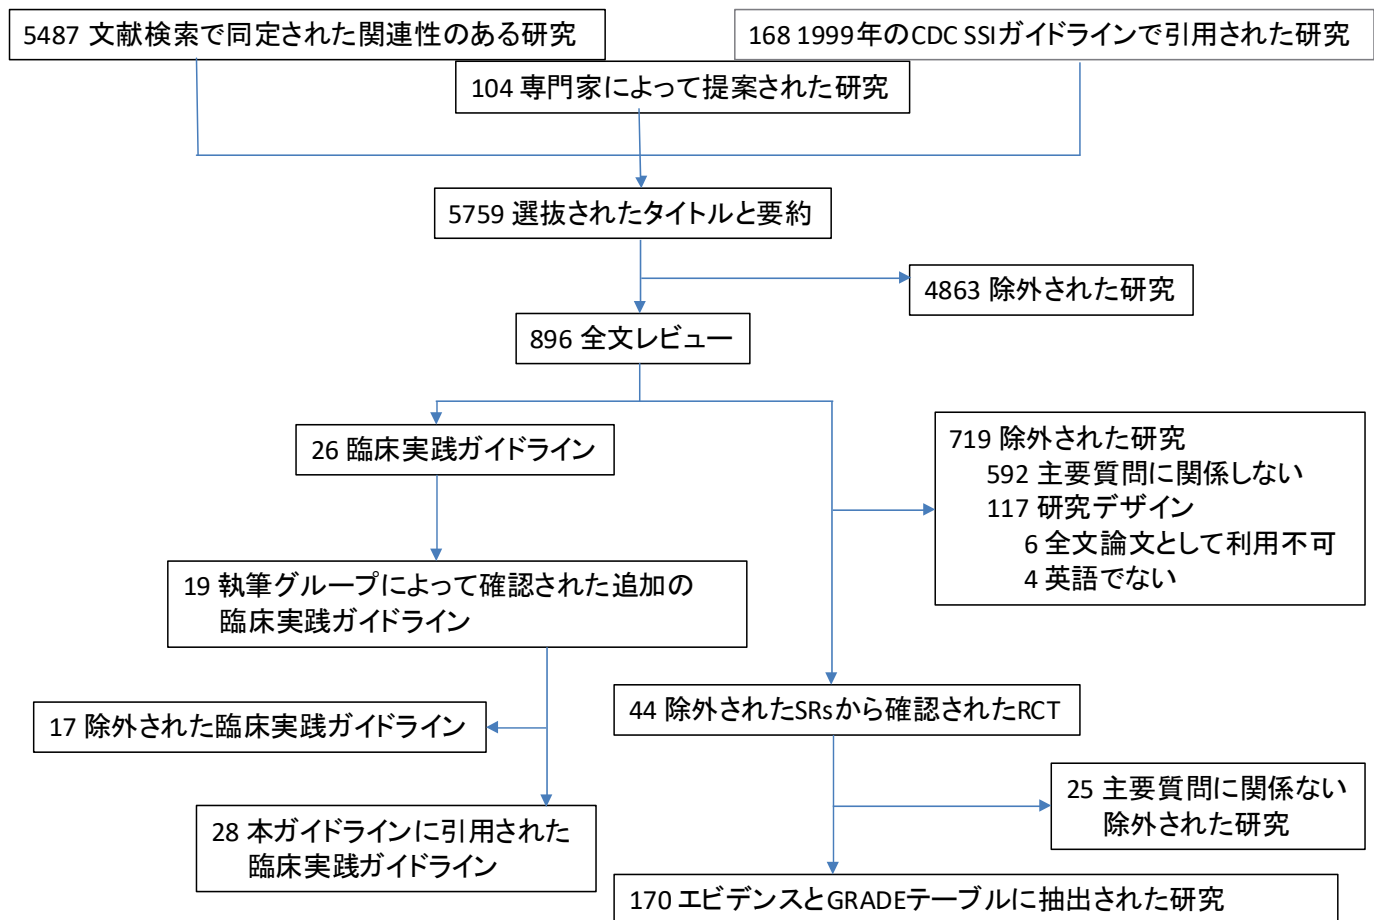 5487 文献検索で同定された関連性のある研究
168 1999年のCDC SSIガイドラインで引用された研究
104 専門家によって提案された研究
5759 選抜されたタイトルと要約
4863 除外された研究
896 全文レビュー
26 臨床実践ガイドライン
719 除外された研究
592 主要質問に関係しない
117 研究デザイン
6 全文論文として利用不可
4 英語でない
19 執筆グループによって確認された追加の
臨床実践ガイドライン
17 除外された臨床実践ガイドライン
44 除外されたSRsから確認されたRCT
25 主要質問に関係ない
除外された研究
28 本ガイドラインに引用された
臨床実践ガイドライン
170 エビデンスとGRADEテーブルに抽出された研究